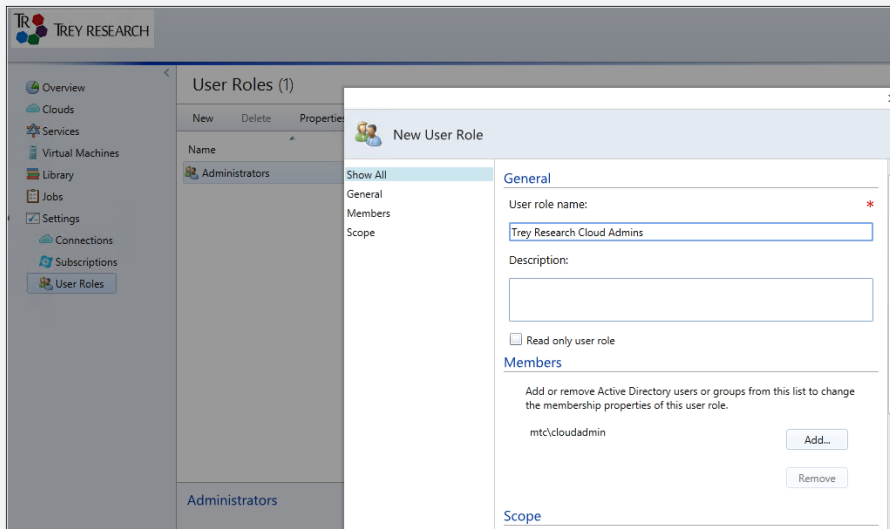 TR
TREY RESEARCH
Overview
Clouds
Services
Virtual Machines
Library
Jobs
Settings
Connections
Subscriptions
User Roles
User Roles (1)
New Delete Properties
Name
Administrators
Administrators
New User Role
Show All
General
Members
Scope
General
User role name: *
Trey Research Cloud Admins
Description:
Read only user role
Members
Add or remove Active Directory users or groups from this list to change
the membership properties of this user role.
mtc\cloudadmin
Add...
Remove
Scope